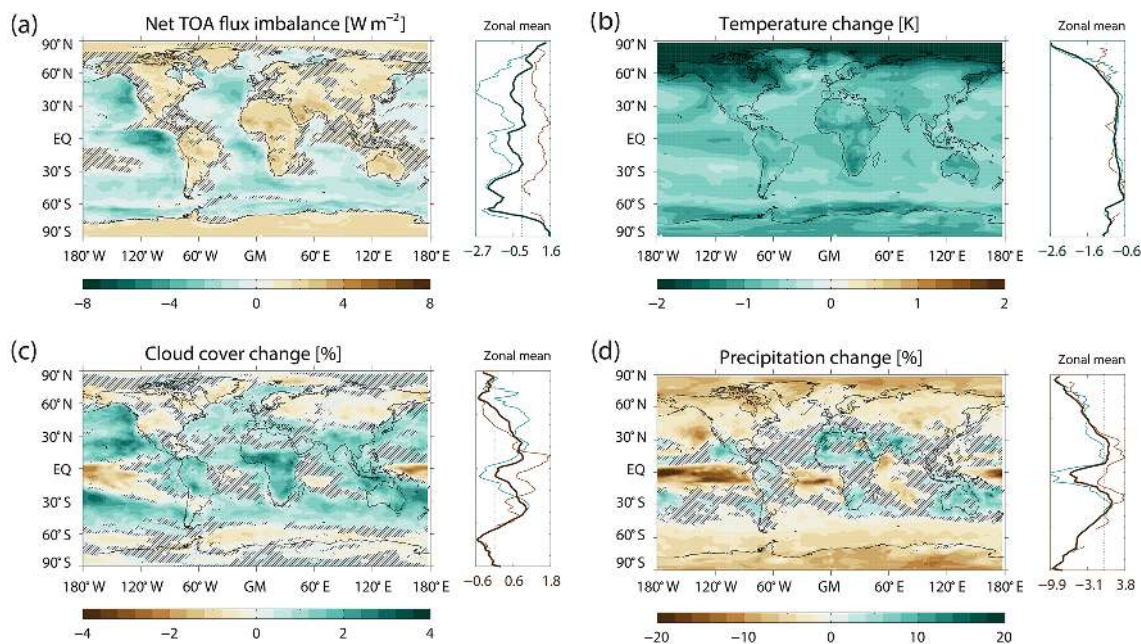 (a) Net TOA flux imbalance [W m⁻²] Zonal mean
90° N
60° N
30° N
EQ
30° S
60° S
90° S
180° W 120° W 60° W GM 60° E 120° E 180° E
−2.7 −0.5 1.6
−8 −4 0 4 8
(b) Temperature change [K] Zonal mean
90° N
60° N
30° N
EQ
30° S
60° S
90° S
180° W 120° W 60° W GM 60° E 120° E 180° E
−2.6 −1.6 −0.6
−2 −1 0 1 2
(c) Cloud cover change [%] Zonal mean
90° N
60° N
30° N
EQ
30° S
60° S
90° S
180° W 120° W 60° W GM 60° E 120° E 180° E
−0.6 0.6 1.8
−4 −2 0 2 4
(d) Precipitation change [%] Zonal mean
90° N
60° N
30° N
EQ
30° S
60° S
90° S
180° W 120° W 60° W GM 60° E 120° E 180° E
−9.9 −3.1 3.8
−20 −10 0 10 20